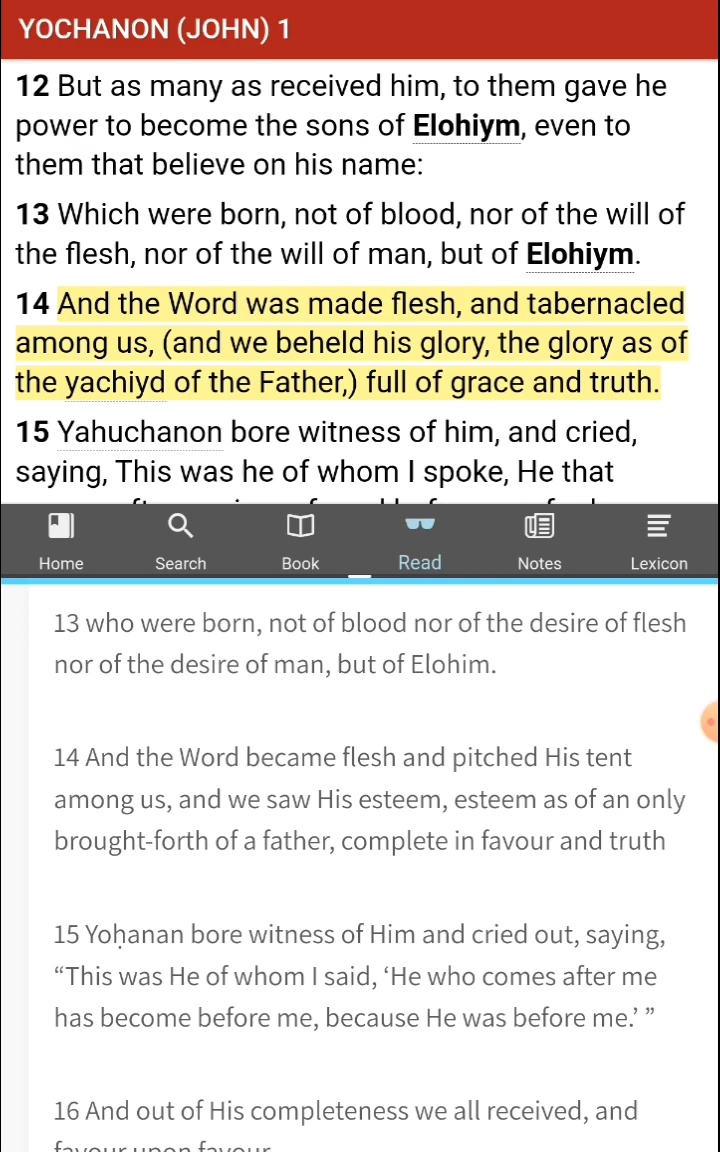 YOCHANON (JOHN) 1
12 But as many as received him, to them gave he
power to become the sons of Elohiym, even to
them that believe on his name:
13 Which were born, not of blood, nor of the will of
the flesh, nor of the will of man, but of Elohiym.
14 And the Word was made flesh, and tabernacled
among us, (and we beheld his glory, the glory as of
the yachiyd of the Father,) full of grace and truth.
15 Yahuchanon bore witness of him, and cried,
saying, This was he of whom I spoke, He that
Home Search Book Read Notes Lexicon
13 who were born, not of blood nor of the desire of flesh
nor of the desire of man, but of Elohim.
14 And the Word became flesh and pitched His tent
among us, and we saw His esteem, esteem as of an only
brought-forth of a father, complete in favour and truth
15 Yoḥanan bore witness of Him and cried out, saying,
“This was He of whom I said, ‘He who comes after me
has become before me, because He was before me.’ ”
16 And out of His completeness we all received, and
favour upon favour